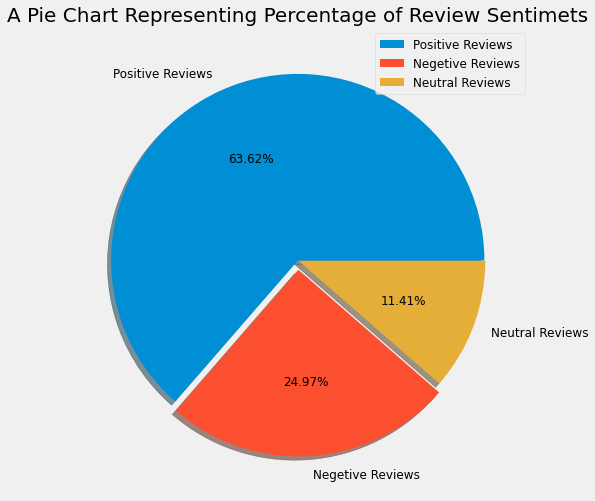 A Pie Chart Representing Percentage of Review Sentimets
Positive Reviews
Negetive Reviews
Neutral Reviews
Positive Reviews
63.62%
11.41%
Neutral Reviews
24.97%
Negetive Reviews